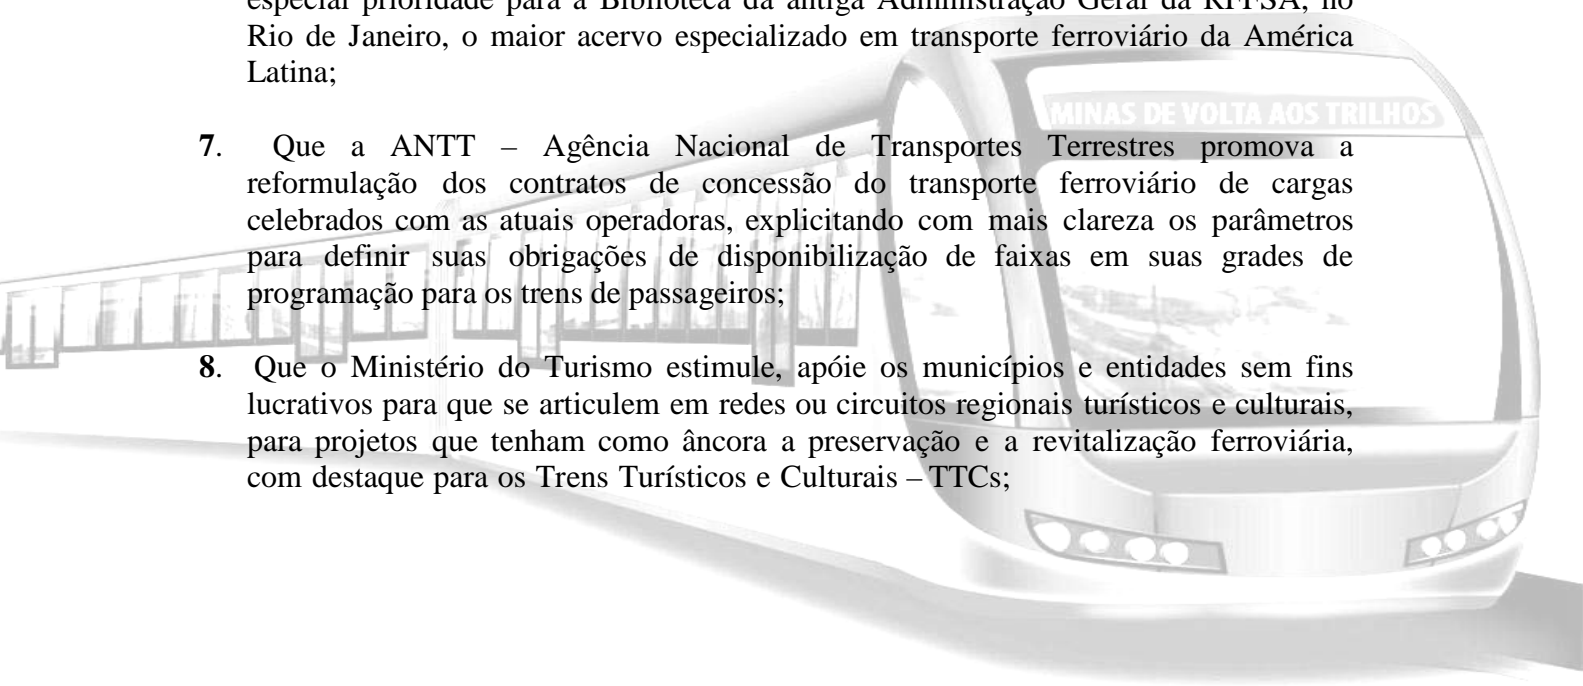 especial prioridade para a Biblioteca da antiga Administração Geral da RFFSA, no
Rio de Janeiro, o maior acervo especializado em transporte ferroviário da América
Latina;
MINAS DE VOLTA AOS TRILHOS
7. Que a ANTT – Agência Nacional de Transportes Terrestres promova a
reformulação dos contratos de concessão do transporte ferroviário de cargas
celebrados com as atuais operadoras, explicitando com mais clareza os parâmetros
para definir suas obrigações de disponibilização de faixas em suas grades de
programação para os trens de passageiros;
8. Que o Ministério do Turismo estimule, apóie os municípios e entidades sem fins
lucrativos para que se articulem em redes ou circuitos regionais turísticos e culturais,
para projetos que tenham como âncora a preservação e a revitalização ferroviária,
com destaque para os Trens Turísticos e Culturais – TTCs;